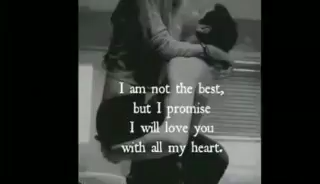 I am not the best,
but I promise
I will love you
with all my heart.